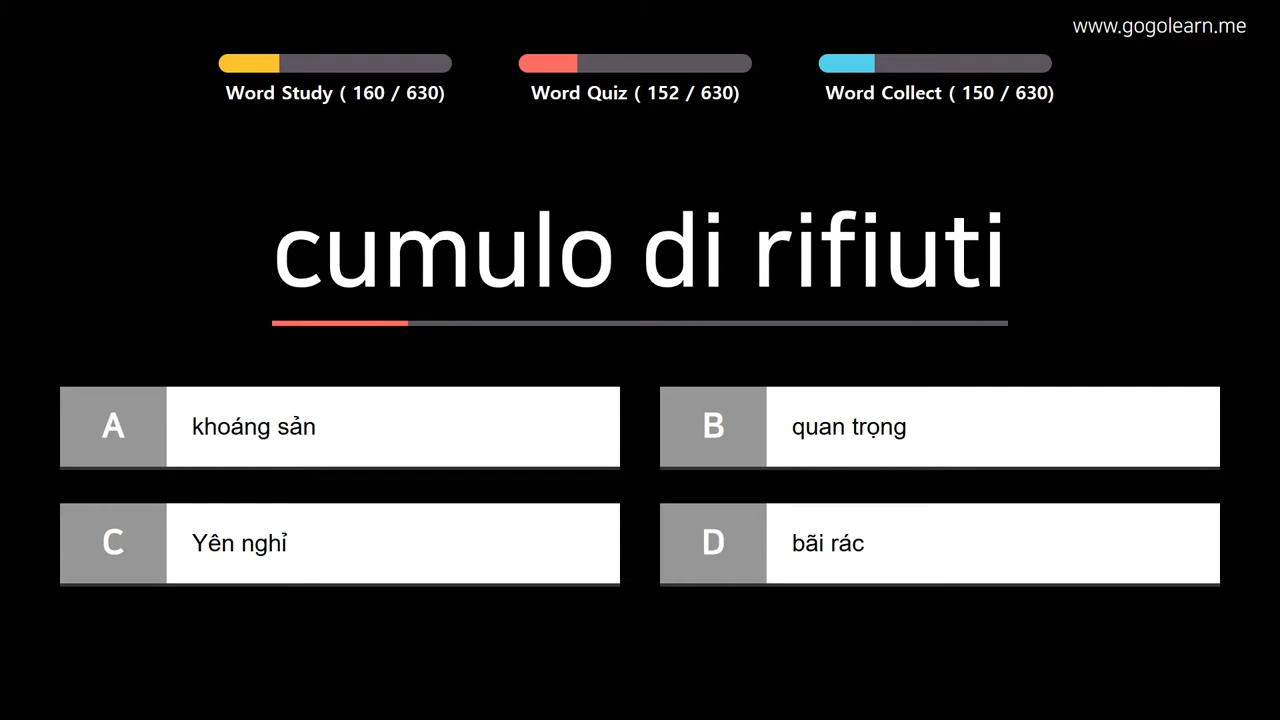 www.gogolearn.me
Word Study ( 160 / 630)
Word Quiz ( 152 / 630)
Word Collect ( 150 / 630)
cumulo di rifiuti
A khoáng sản
B quan trọng
C Yên nghỉ
D bãi rác